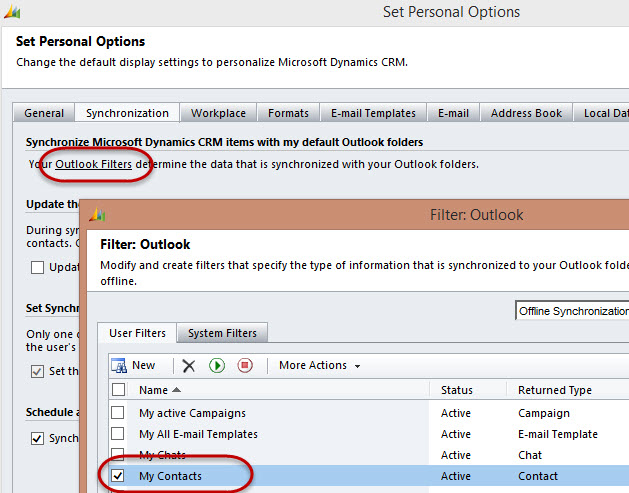 Set Personal Options
Set Personal Options
Change the default display settings to personalize Microsoft Dynamics CRM.
General Synchronization Workplace Formats E-mail Templates E-mail Address Book Local Dat
Synchronize Microsoft Dynamics CRM items with my default Outlook folders
Your Outlook Filters determine the data that is synchronized with your Outlook folders.
Update the
During syn
contacts.
Updat
Set Synchr
Only one
the user's
Set th
Schedule a
Synch
Filter: Outlook
Filter: Outlook
Modify and create filters that specify the type of information that is synchronized to your Outlook folde
offline.
Offline Synchronization
User Filters System Filters
New More Actions
Name Status Returned Type
My active Campaigns Active Campaign
My All E-mail Templates Active E-mail Template
My Chats Active Chat
My Contacts Active Contact